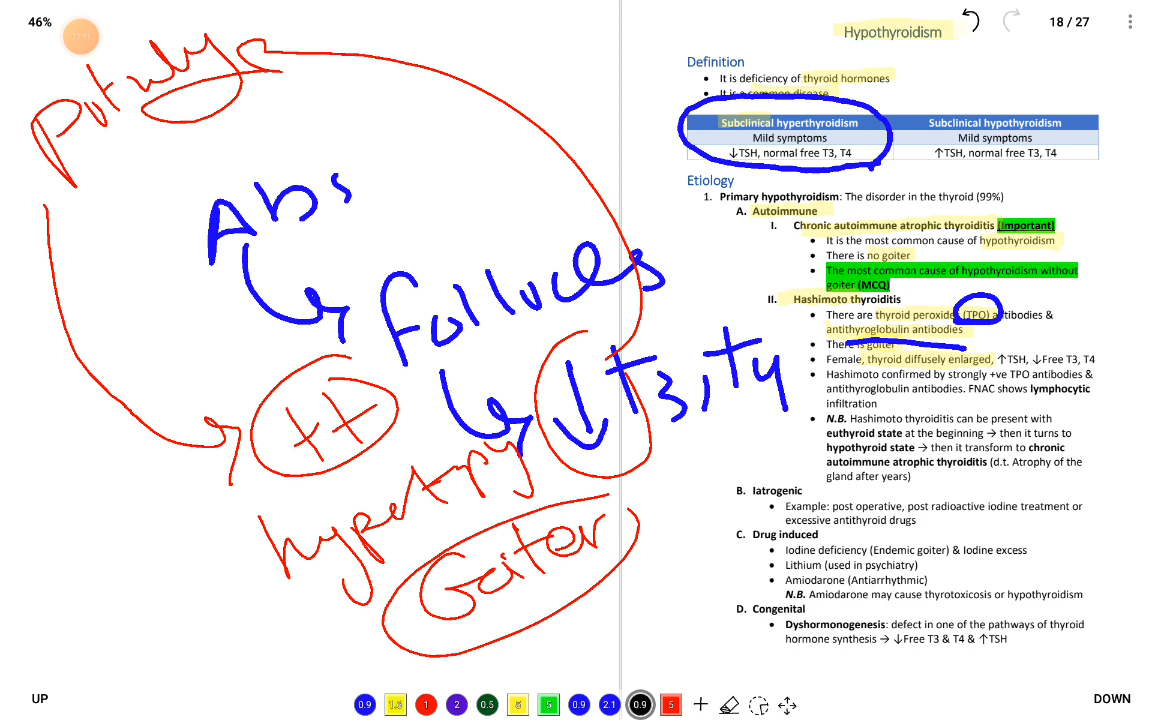 46%
18 / 27
Hypothyroidism
Abs
T3, T4
++
Goiter
Definition
• It is deficiency of thyroid hormones
• It is a common disease
Subclinical hyperthyroidism Subclinical hypothyroidism
Mild symptoms Mild symptoms
↓TSH, normal free T3, T4 ↑TSH, normal free T3, T4
Etiology
1. Primary hypothyroidism: The disorder in the thyroid (99%)
A. Autoimmune
I. Chronic autoimmune atrophic thyroiditis (Important)
• It is the most common cause of hypothyroidism
• There is no goiter
• The most common cause of hypothyroidism without
goiter (MCQ)
II. Hashimoto thyroiditis
• There are thyroid peroxide (TPO) antibodies &
antithyroglobulin antibodies
• There is goiter
• Female, thyroid diffusely enlarged, ↑TSH, ↓Free T3, T4
• Hashimoto confirmed by strongly +ve TPO antibodies &
antithyroglobulin antibodies. FNAC shows lymphocytic
infiltration
• N.B. Hashimoto thyroiditis can be present with
euthyroid state at the beginning → then it turns to
hypothyroid state → then it transform to chronic
autoimmune atrophic thyroiditis (d.t. Atrophy of the
gland after years)
B. Iatrogenic
• Example: post operative, post radioactive iodine treatment or
excessive antithyroid drugs
C. Drug induced
• Iodine deficiency (Endemic goiter) & Iodine excess
• Lithium (used in psychiatry)
• Amiodarone (Antiarrhythmic)
N.B. Amiodarone may cause thyrotoxicosis or hypothyroidism
D. Congenital
• Dyshormonogenesis: defect in one of the pathways of thyroid
hormone synthesis → ↓Free T3 & T4 & ↑TSH
UP
0.9 1.6 1 2 0.5 5 0.9 2.1 0.9 5
DOWN